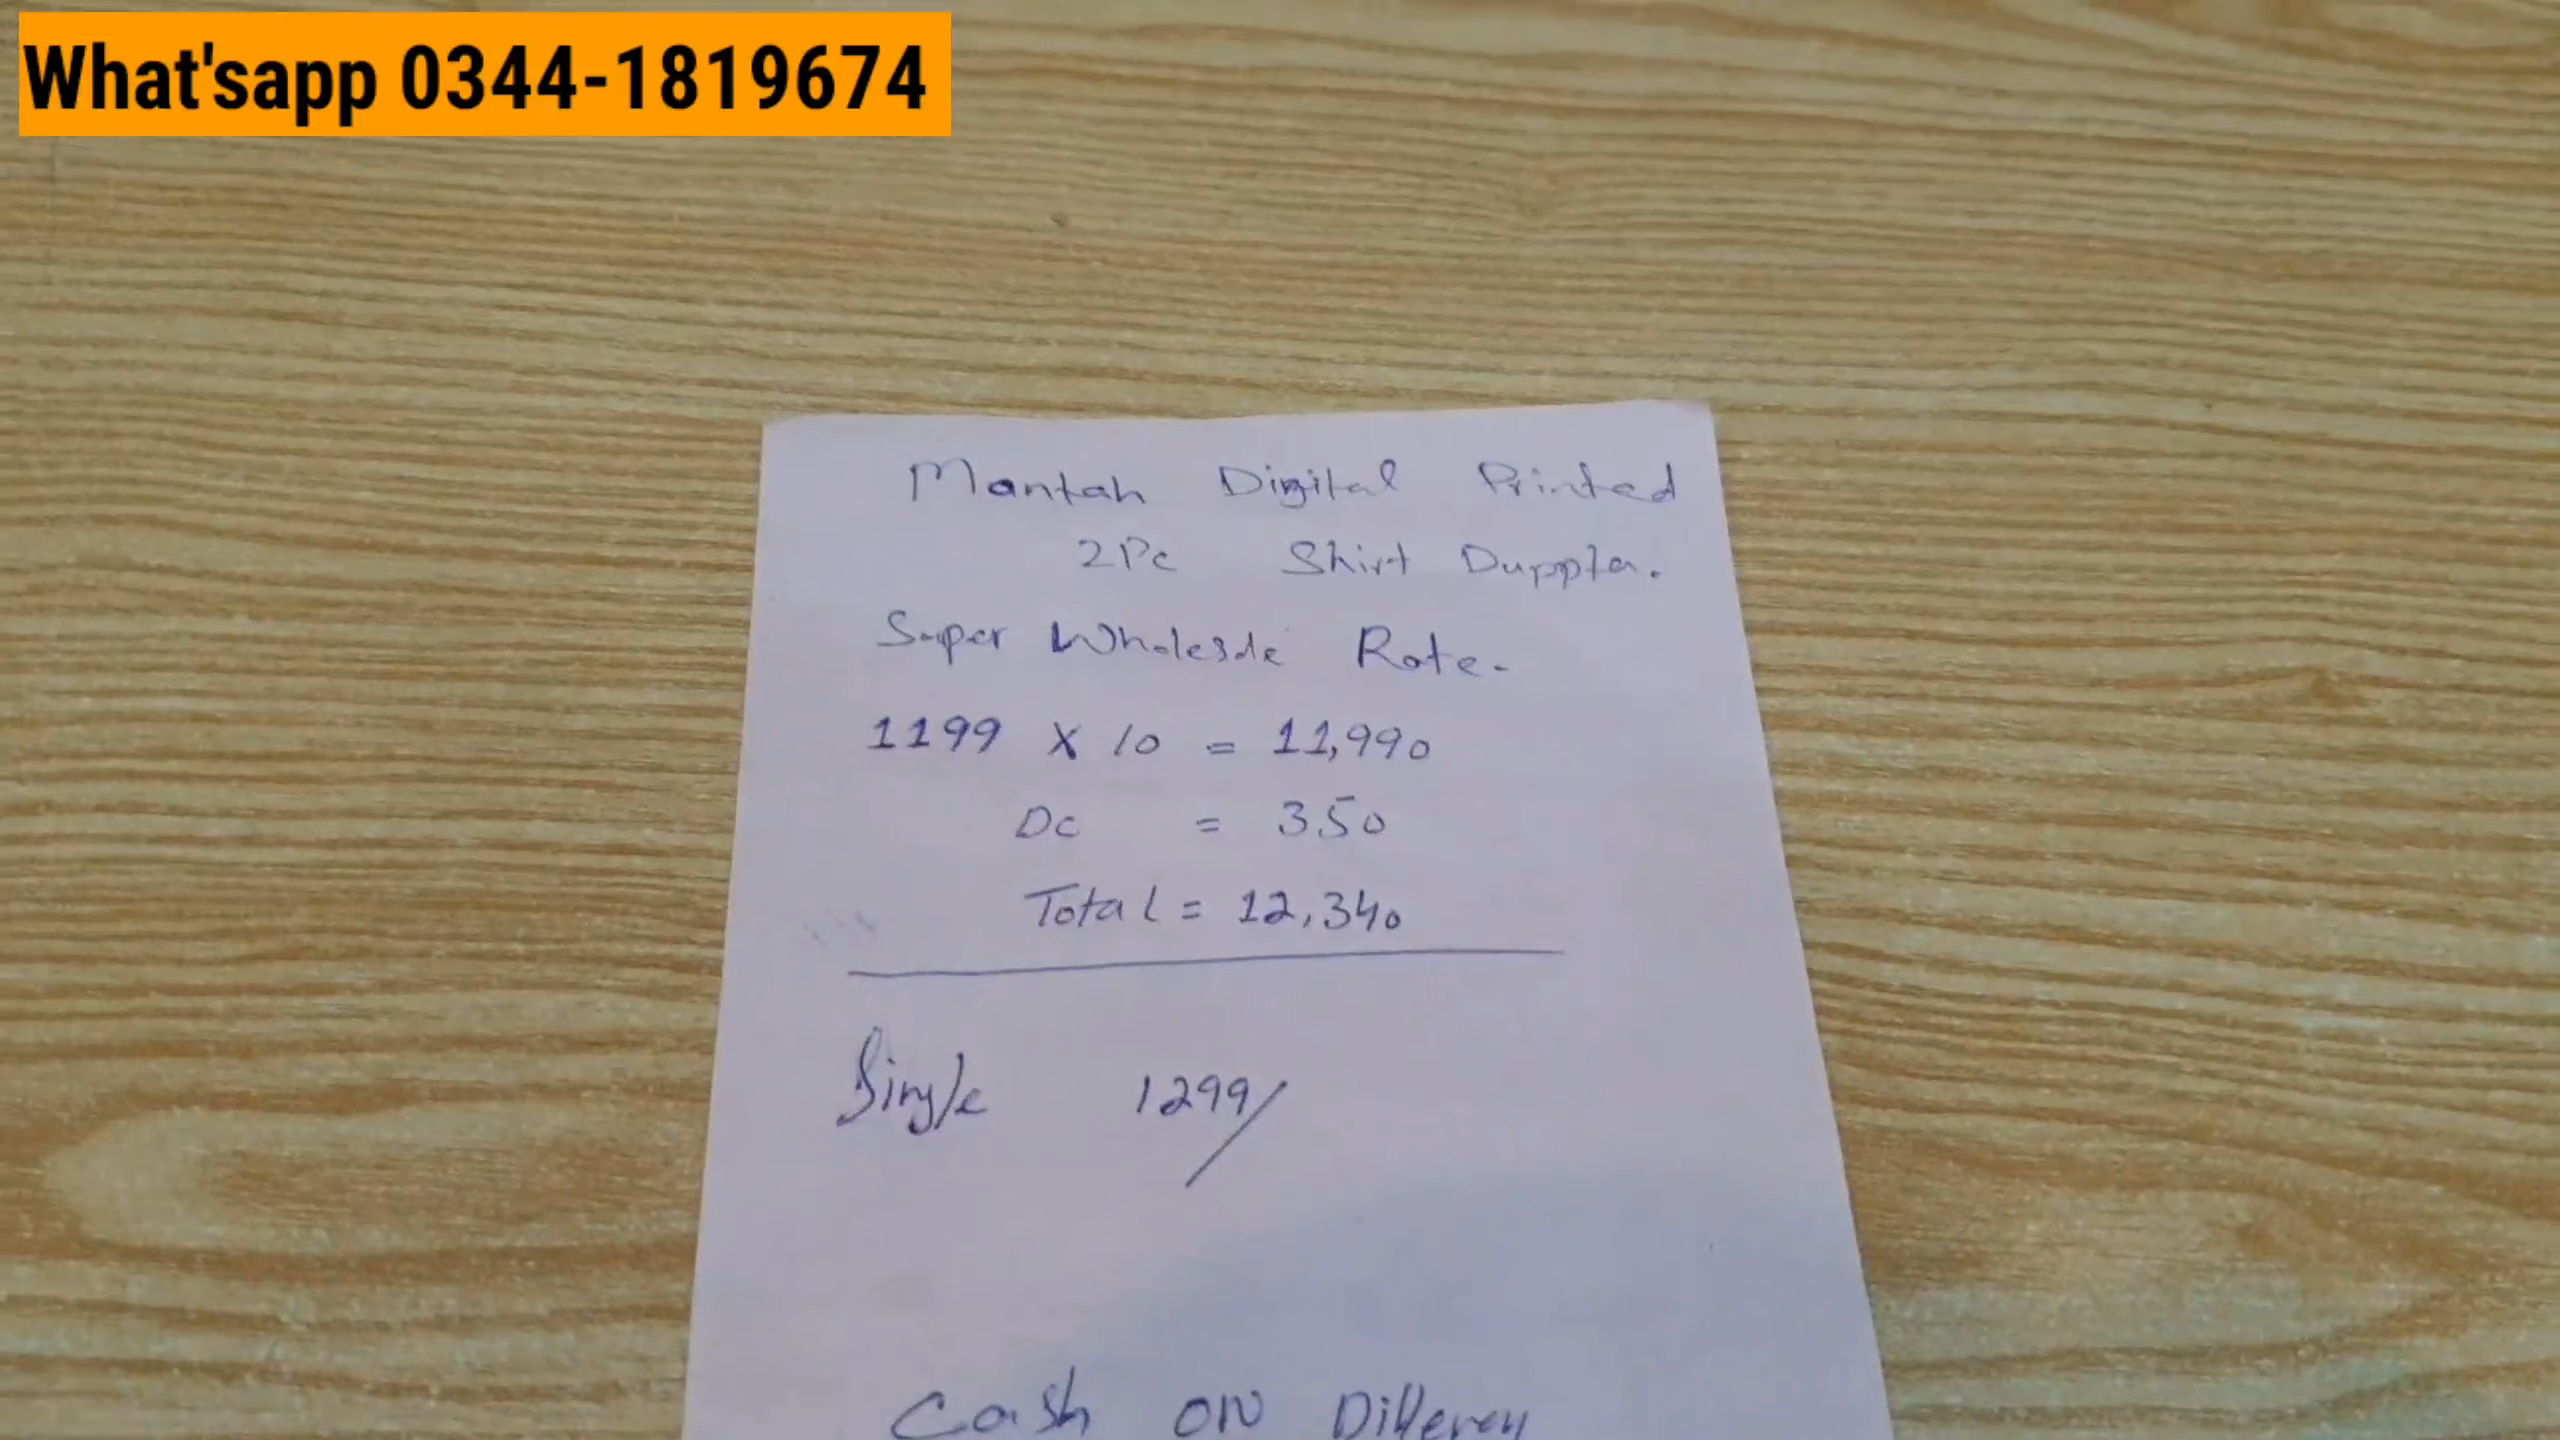 What'sapp 0344-1819674
Mantah Digital Printed
2Pc Shirt Duppta.
Super Wholesale Rate-
1199 X 10 = 11,990
DC = 350
Total = 12,340
Single 1299/
Cash ON Dillevery